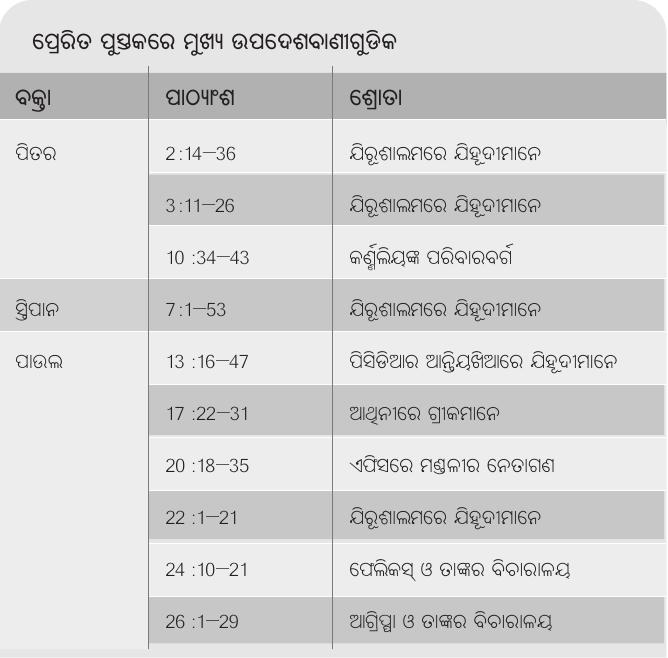 ପ୍ରେରିତ ପୁସ୍ତକରେ ମୁଖ୍ୟ ଉପଦେଶବାଣୀଗୁଡିକ
ବକ୍ତା ପାଠ୍ୟାଂଶ ଶ୍ରୋତା
ପିତର 2:14—36 ଯିରୂଶାଲମରେ ଯିହୂଦୀମାନେ
3:11—26 ଯିରୂଶାଲମରେ ଯିହୂଦୀମାନେ
10 :34—43 କର୍ଣ୍ଣଲିୟଙ୍କ ପରିବାରବର୍ଗ
ସ୍ତିପାନ 7:1—53 ଯିରୂଶାଲମରେ ଯିହୂଦୀମାନେ
ପାଉଲ 13 :16—47 ପିସିଡିଆର ଆନ୍ତିୟଖିଆରେ ଯିହୂଦୀମାନେ
17 :22—31 ଆଥିନୀରେ ଗ୍ରୀକମାନେ
20 :18—35 ଏଫିସରେ ମଣ୍ଡଳୀର ନେତାଗଣ
22 :1—21 ଯିରୂଶାଲମରେ ଯିହୂଦୀମାନେ
24 :10—21 ଫେଲିକସ୍ ଓ ତାଙ୍କର ବିଚାରାଳୟ
26 :1—29 ଆଗ୍ରିପ୍ପା ଓ ତାଙ୍କର ବିଚାରାଳୟ